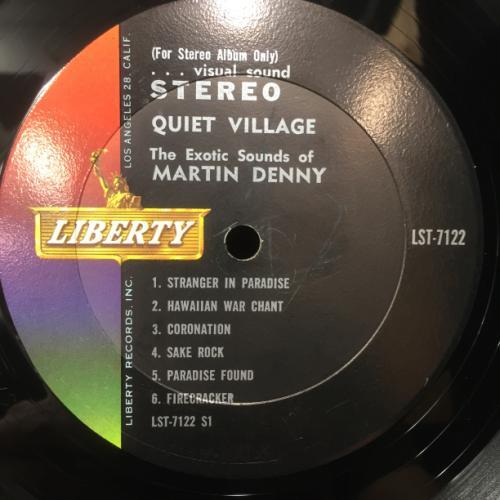 (For Stereo Album Only)
. . . visual sound
STEREO
QUIET VILLAGE
The Exotic Sounds of
MARTIN DENNY
LOS ANGELES 28, CALIF.
LIBERTY
LIBERTY RECORDS, INC.
LST-7122
1. STRANGER IN PARADISE
2. HAWAIIAN WAR CHANT
3. CORONATION
4. SAKE ROCK
5. PARADISE FOUND
6. FIRECRACKER
LST-7122 S1